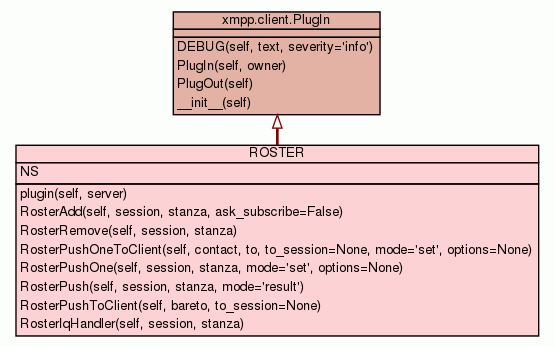 xmpp.client.PlugIn
DEBUG(self, text, severity='info')
PlugIn(self, owner)
PlugOut(self)
__init__(self)
ROSTER
NS
plugin(self, server)
RosterAdd(self, session, stanza, ask_subscribe=False)
RosterRemove(self, session, stanza)
RosterPushOneToClient(self, contact, to, to_session=None, mode='set', options=None)
RosterPushOne(self, session, stanza, mode='set', options=None)
RosterPush(self, session, stanza, mode='result')
RosterPushToClient(self, bareto, to_session=None)
RosterIqHandler(self, session, stanza)